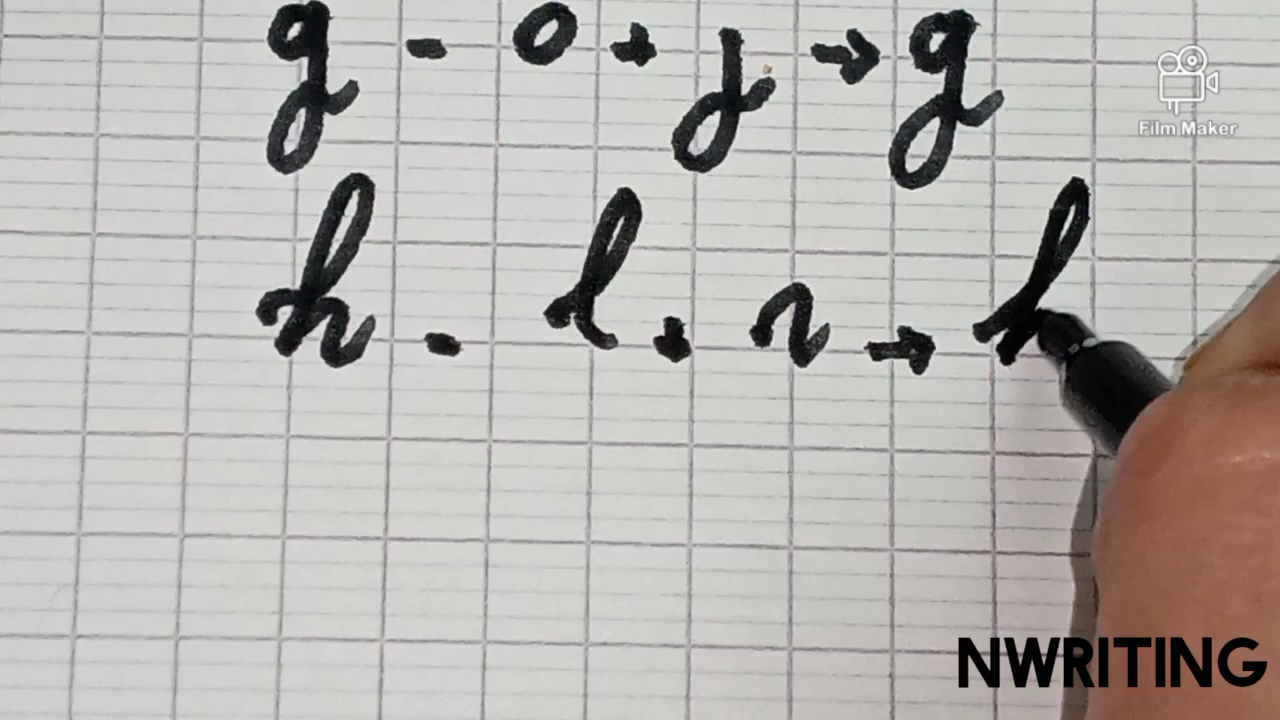 g - o + j → g
h - l + r → h
Film Maker
NWRITING